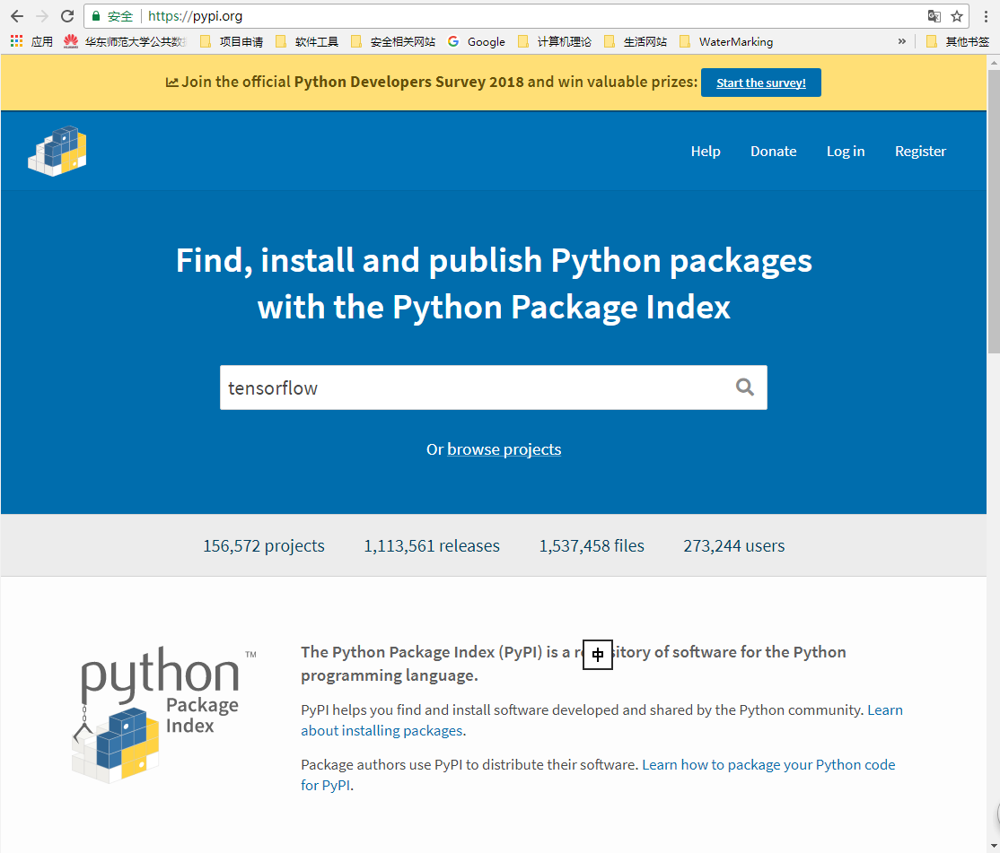 安全 https://pypi.org
应用 华东师范大学公共数 项目申请 软件工具 安全相关网站 Google 计算机理论 生活网站 WaterMarking » 其他书签
Join the official Python Developers Survey 2018 and win valuable prizes: Start the survey!
Help Donate Log in Register
Find, install and publish Python packages
with the Python Package Index
tensorflow
Or browse projects
156,572 projects 1,113,561 releases 1,537,458 files 273,244 users
python TM
Package
Index
The Python Package Index (PyPI) is a r 中 sitory of software for the Python
programming language.
PyPI helps you find and install software developed and shared by the Python community. Learn
about installing packages.
Package authors use PyPI to distribute their software. Learn how to package your Python code
for PyPI.